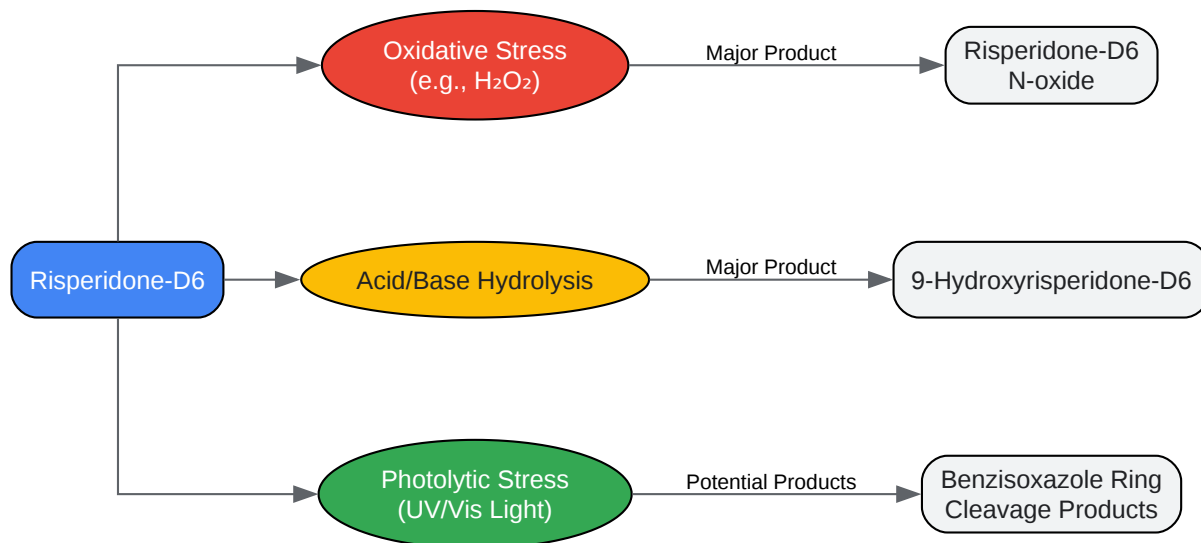 Oxidative Stress
(e.g., H₂O₂)
Major Product
Risperidone-D6
N-oxide
Risperidone-D6
Acid/Base Hydrolysis
Major Product
9-Hydroxyrisperidone-D6
Photolytic Stress
(UV/Vis Light)
Potential Products
Benzisoxazole Ring
Cleavage Products